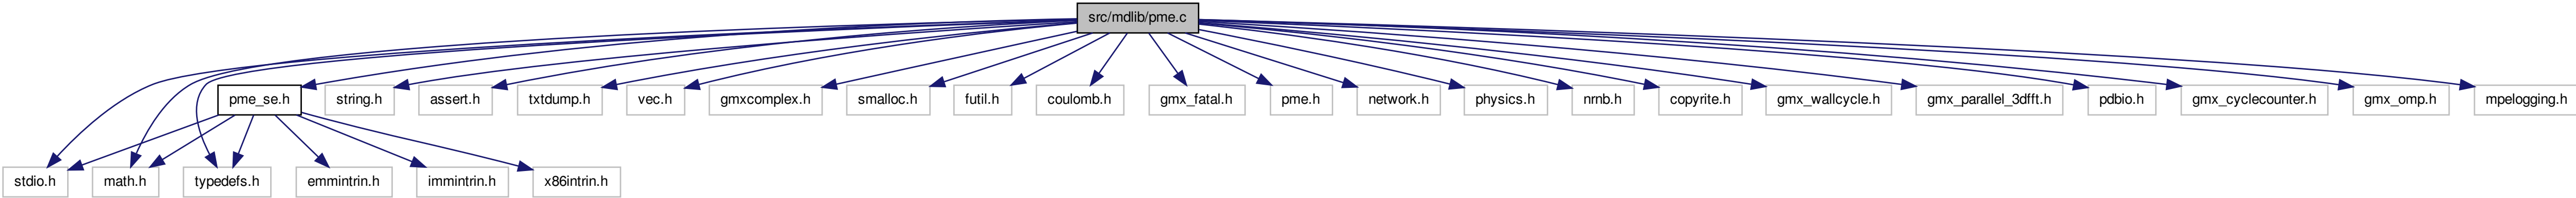 src/mdlib/pme.c
pme_se.h
string.h
assert.h
txtdump.h
vec.h
gmxcomplex.h
smalloc.h
futil.h
coulomb.h
gmx_fatal.h
pme.h
network.h
physics.h
nrnb.h
copyrite.h
gmx_wallcycle.h
gmx_parallel_3dfft.h
pdbio.h
gmx_cyclecounter.h
gmx_omp.h
mpelogging.h
stdio.h
math.h
typedefs.h
emmintrin.h
immintrin.h
x86intrin.h